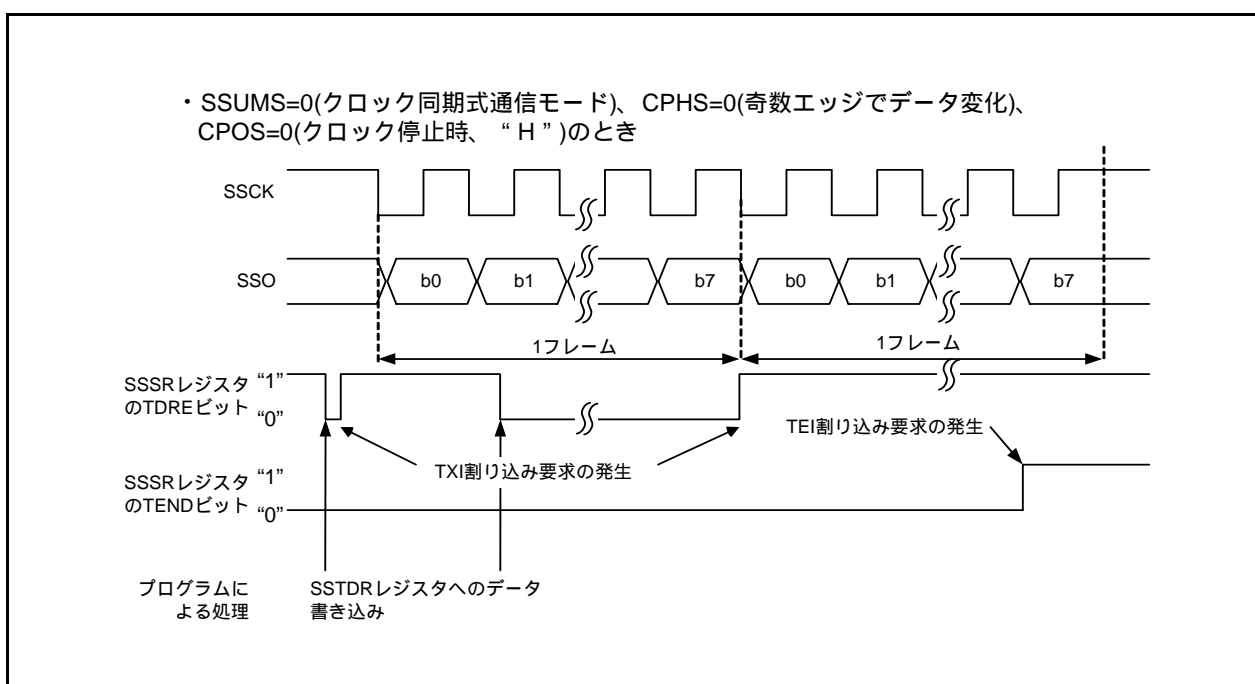 ・SSUMS=0(クロック同期式通信モード)、CPHS=0(奇数エッジでデータ変化)、
CPOS=0(クロック停止時、“H”)のとき
SSCK
SSO
b0
b1
b7
b0
b1
b7
1フレーム
1フレーム
SSSRレジスタ “1”
のTDREビット “0”
TEI割り込み要求の発生
TXI割り込み要求の発生
SSSRレジスタ “1”
のTENDビット “0”
プログラムに
よる処理
SSTDRレジスタへのデータ
書き込み